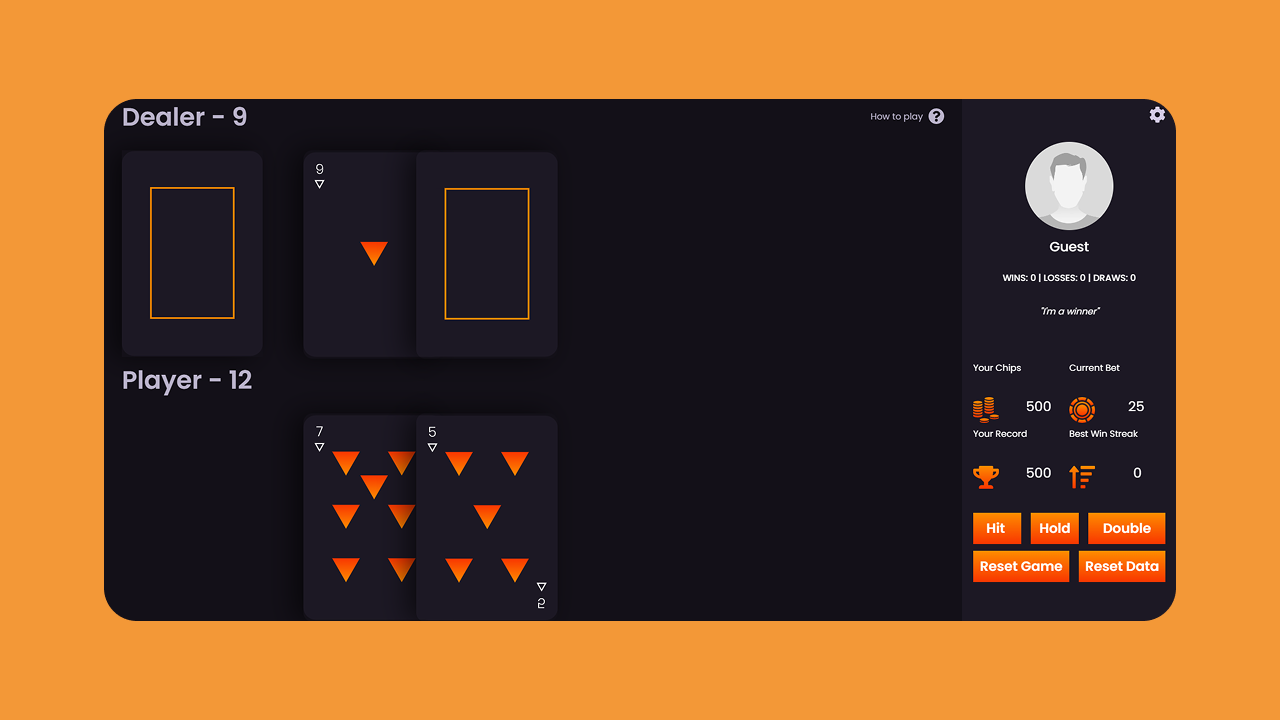 Dealer - 9
How to play ?
9
Player - 12
7
5
5
Guest
WINS: 0 | LOSSES: 0 | DRAWS: 0
"I'm a winner"
Your Chips Current Bet
500 25
Your Record Best Win Streak
500 0
Hit Hold Double
Reset Game Reset Data